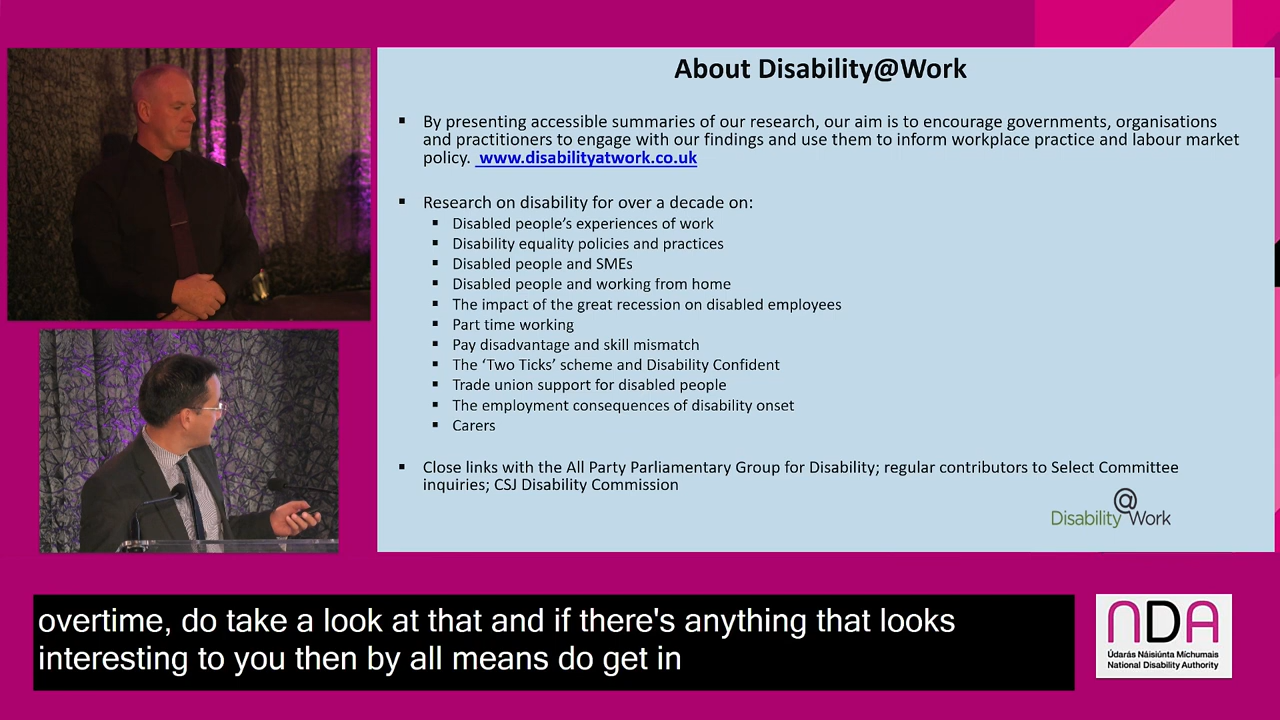 About Disability@Work
▪ By presenting accessible summaries of our research, our aim is to encourage governments, organisations
and practitioners to engage with our findings and use them to inform workplace practice and labour market
policy. www.disabilityatwork.co.uk
▪ Research on disability for over a decade on:
▪ Disabled people's experiences of work
▪ Disability equality policies and practices
▪ Disabled people and SMEs
▪ Disabled people and working from home
▪ The impact of the great recession on disabled employees
▪ Part time working
▪ Pay disadvantage and skill mismatch
▪ The ‘Two Ticks’ scheme and Disability Confident
▪ Trade union support for disabled people
▪ The employment consequences of disability onset
▪ Carers
▪ Close links with the All Party Parliamentary Group for Disability; regular contributors to Select Committee
inquiries; CSJ Disability Commission
Disability@Work
overtime, do take a look at that and if there's anything that looks
interesting to you then by all means do get in
NDA
Údarás Náisiúnta Míchumais
National Disability Authority